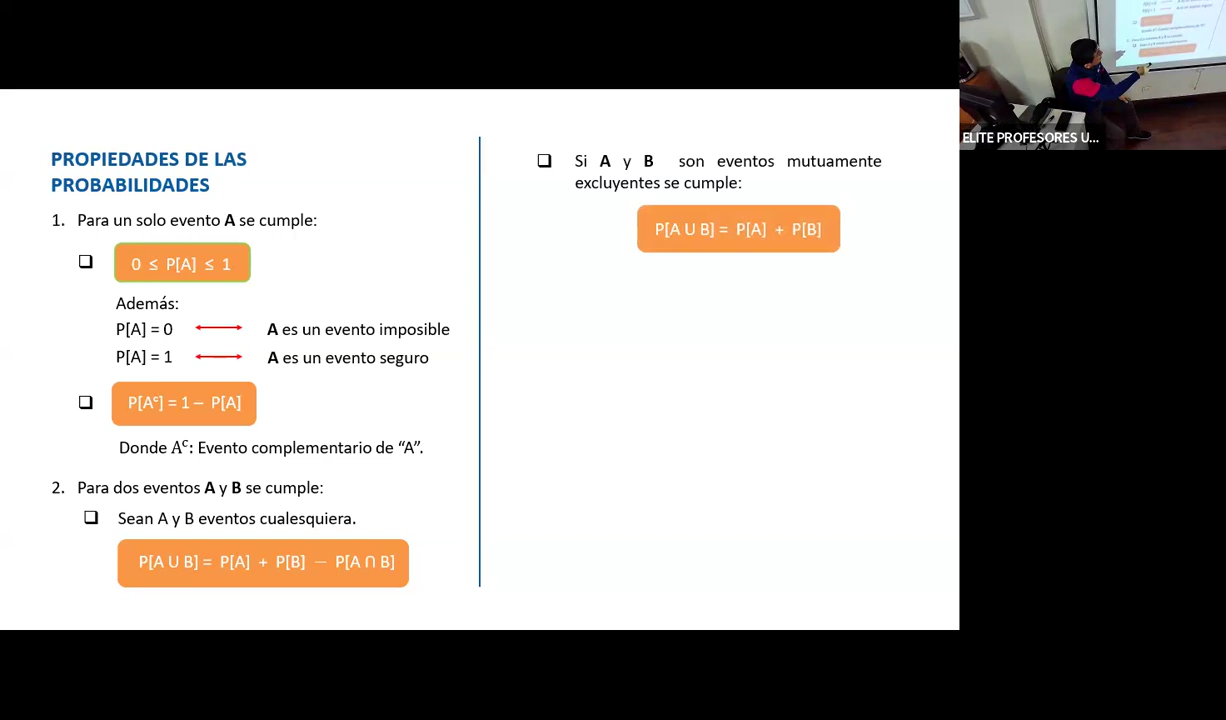 PROPIEDADES DE LAS
PROBABILIDADES
1. Para un solo evento A se cumple:
❑ 0 ≤ P[A] ≤ 1
Además:
P[A] = 0 ⟷ A es un evento imposible
P[A] = 1 ⟷ A es un evento seguro
❑ P[Aᶜ] = 1 – P[A]
Donde Aᶜ: Evento complementario de “A”.
2. Para dos eventos A y B se cumple:
❑ Sean A y B eventos cualesquiera.
P[A U B] = P[A] + P[B] − P[A ∩ B]
❑ Si A y B son eventos mutuamente
excluyentes se cumple:
P[A U B] = P[A] + P[B]
ELITE PROFESORES U...